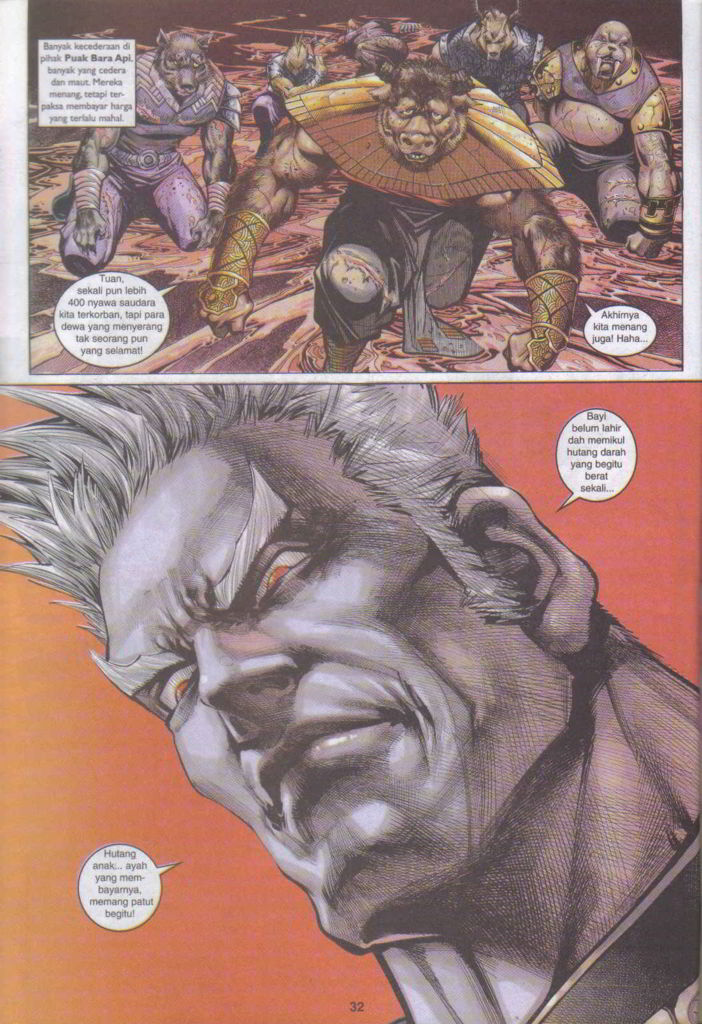 Banyak kecederaan di
pihak Puak Bara Api.
banyak yang cedera
dan maut. Mereka
menang, tetapi ter-
paksa membayar harga
yang terlalu mahal.
Tuan,
sekali pun lebih
400 nyawa saudara
kita terkorban, tapi para
dewa yang menyerang
tak seorang pun
yang selamat!
Akhirnya
kita menang
juga! Haha...
Bayi
belum lahir
dah memikul
hutang darah
yang begitu
berat
sekali...
Hutang
anak... ayah
yang mem-
bayarnya,
memang patut
begitu!
32